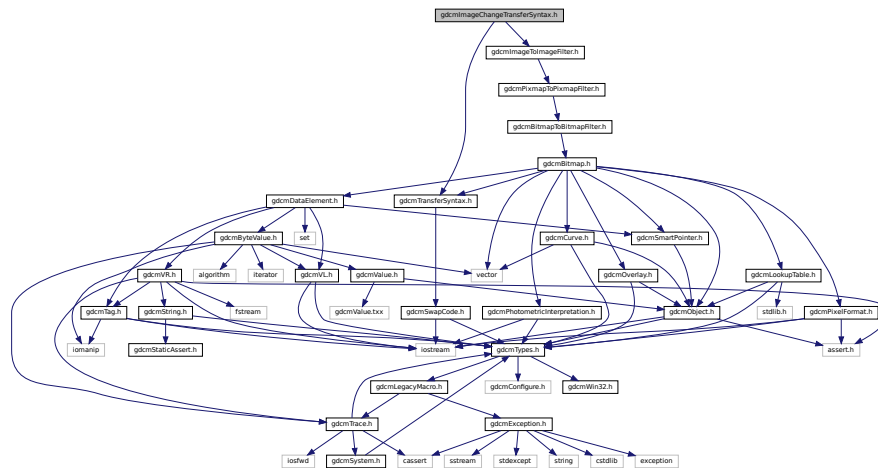 gdcmImageChangeTransferSyntax.h
gdcmImageToImageFilter.h
gdcmPixmapToPixmapFilter.h
gdcmBitmapToBitmapFilter.h
gdcmBitmap.h
gdcmDataElement.h
gdcmTransferSyntax.h
gdcmByteValue.h
set
gdcmCurve.h
gdcmSmartPointer.h
gdcmVR.h
algorithm
iterator
gdcmVL.h
gdcmValue.h
vector
gdcmOverlay.h
gdcmLookupTable.h
gdcmTag.h
gdcmString.h
fstream
gdcmValue.txx
gdcmSwapCode.h
gdcmPhotometricInterpretation.h
gdcmObject.h
stdlib.h
gdcmPixelFormat.h
iomanip
gdcmStaticAssert.h
iostream
gdcmTypes.h
assert.h
gdcmLegacyMacro.h
gdcmConfigure.h
gdcmWin32.h
gdcmTrace.h
gdcmException.h
iosfwd
gdcmSystem.h
cassert
sstream
stdexcept
string
cstdlib
exception